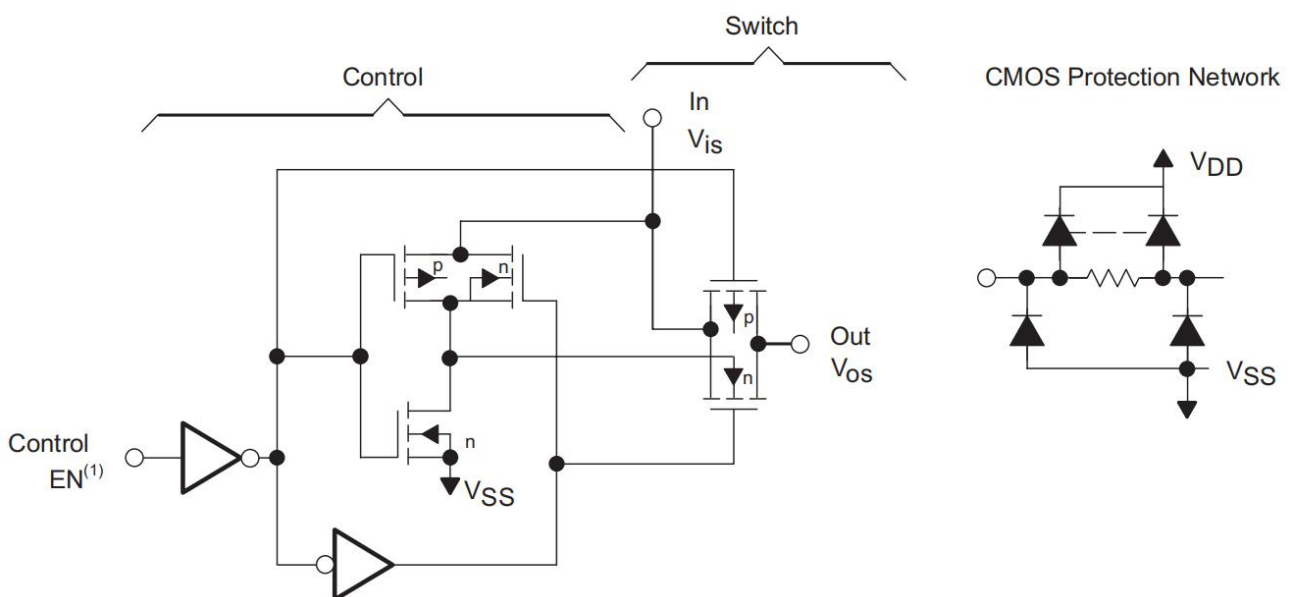 Switch
Control
CMOS Protection Network
In
Vis
VDD
p
n
p
Out
Vos
n
VSS
Control
EN(1)
n
VSS